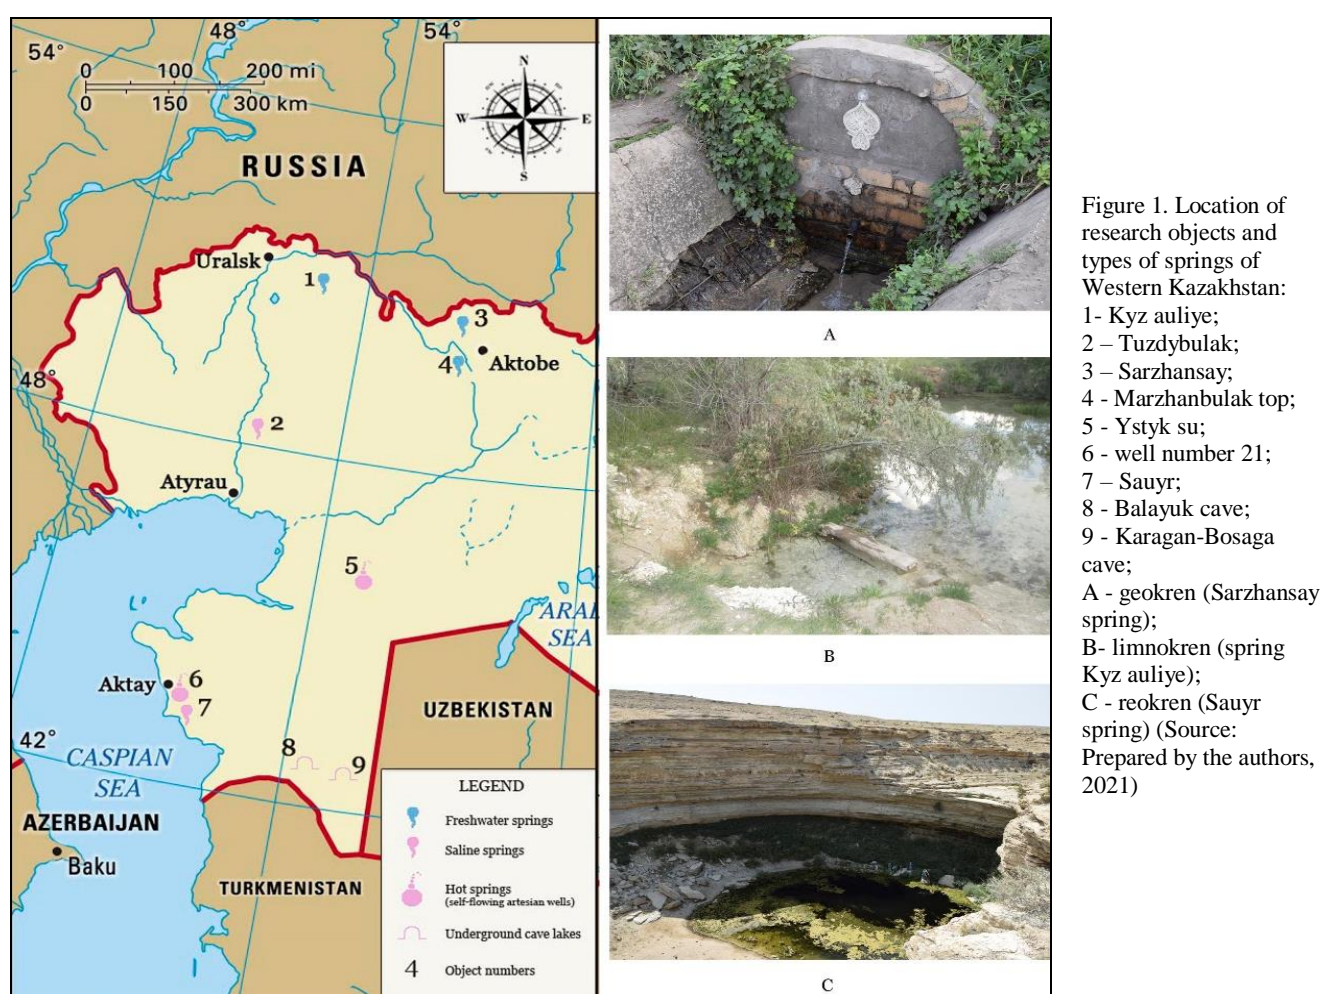 48°
54°
54°
0 100 200 mi
0 150 300 km
N
W E
S
RUSSIA
Uralsk
1
3
4
Aktobe
48°
2
Atyrau
5
ARAL
SEA
Aktay
6
7
UZBEKISTAN
42°
CASPIAN
SEA
8
9
AZERBAIJAN
Baku
TURKMENISTAN
LEGEND
Freshwater springs
Saline springs
Hot springs
(self-flowing artesian wells)
Underground cave lakes
4 Object numbers
A
B
C
Figure 1. Location of
research objects and
types of springs of
Western Kazakhstan:
1- Kyz auliye;
2 – Tuzdybulak;
3 – Sarzhansay;
4 - Marzhanbulak top;
5 - Ystyk su;
6 - well number 21;
7 – Sauyr;
8 - Balayuk cave;
9 - Karagan-Bosaga
cave;
A - geokren (Sarzhansay
spring);
B- limnokren (spring
Kyz auliye);
C - reokren (Sauyr
spring) (Source:
Prepared by the authors,
2021)